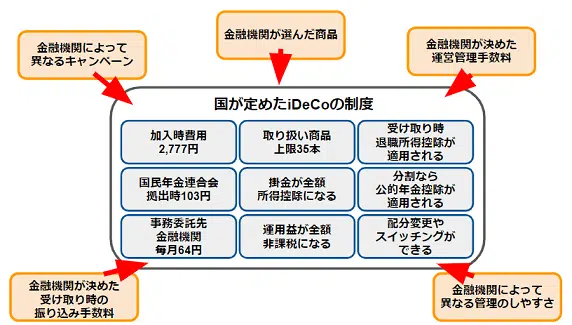 金融機関によって
異なるキャンペーン
金融機関が選んだ商品
金融機関が決めた
運営管理手数料
国が定めたiDeCoの制度
加入時費用
2,777円
取り扱い商品
上限35本
受け取り時
退職所得控除が
適用される
国民年金連合会
拠出時103円
掛金が全額
所得控除になる
分割なら
公的年金控除が
適用される
事務委託先
金融機関
毎月64円
運用益が全額
非課税になる
配分変更や
スイッチングが
できる
金融機関が決めた
受け取り時の
振り込み手数料
金融機関によって
異なる管理のしやすさ